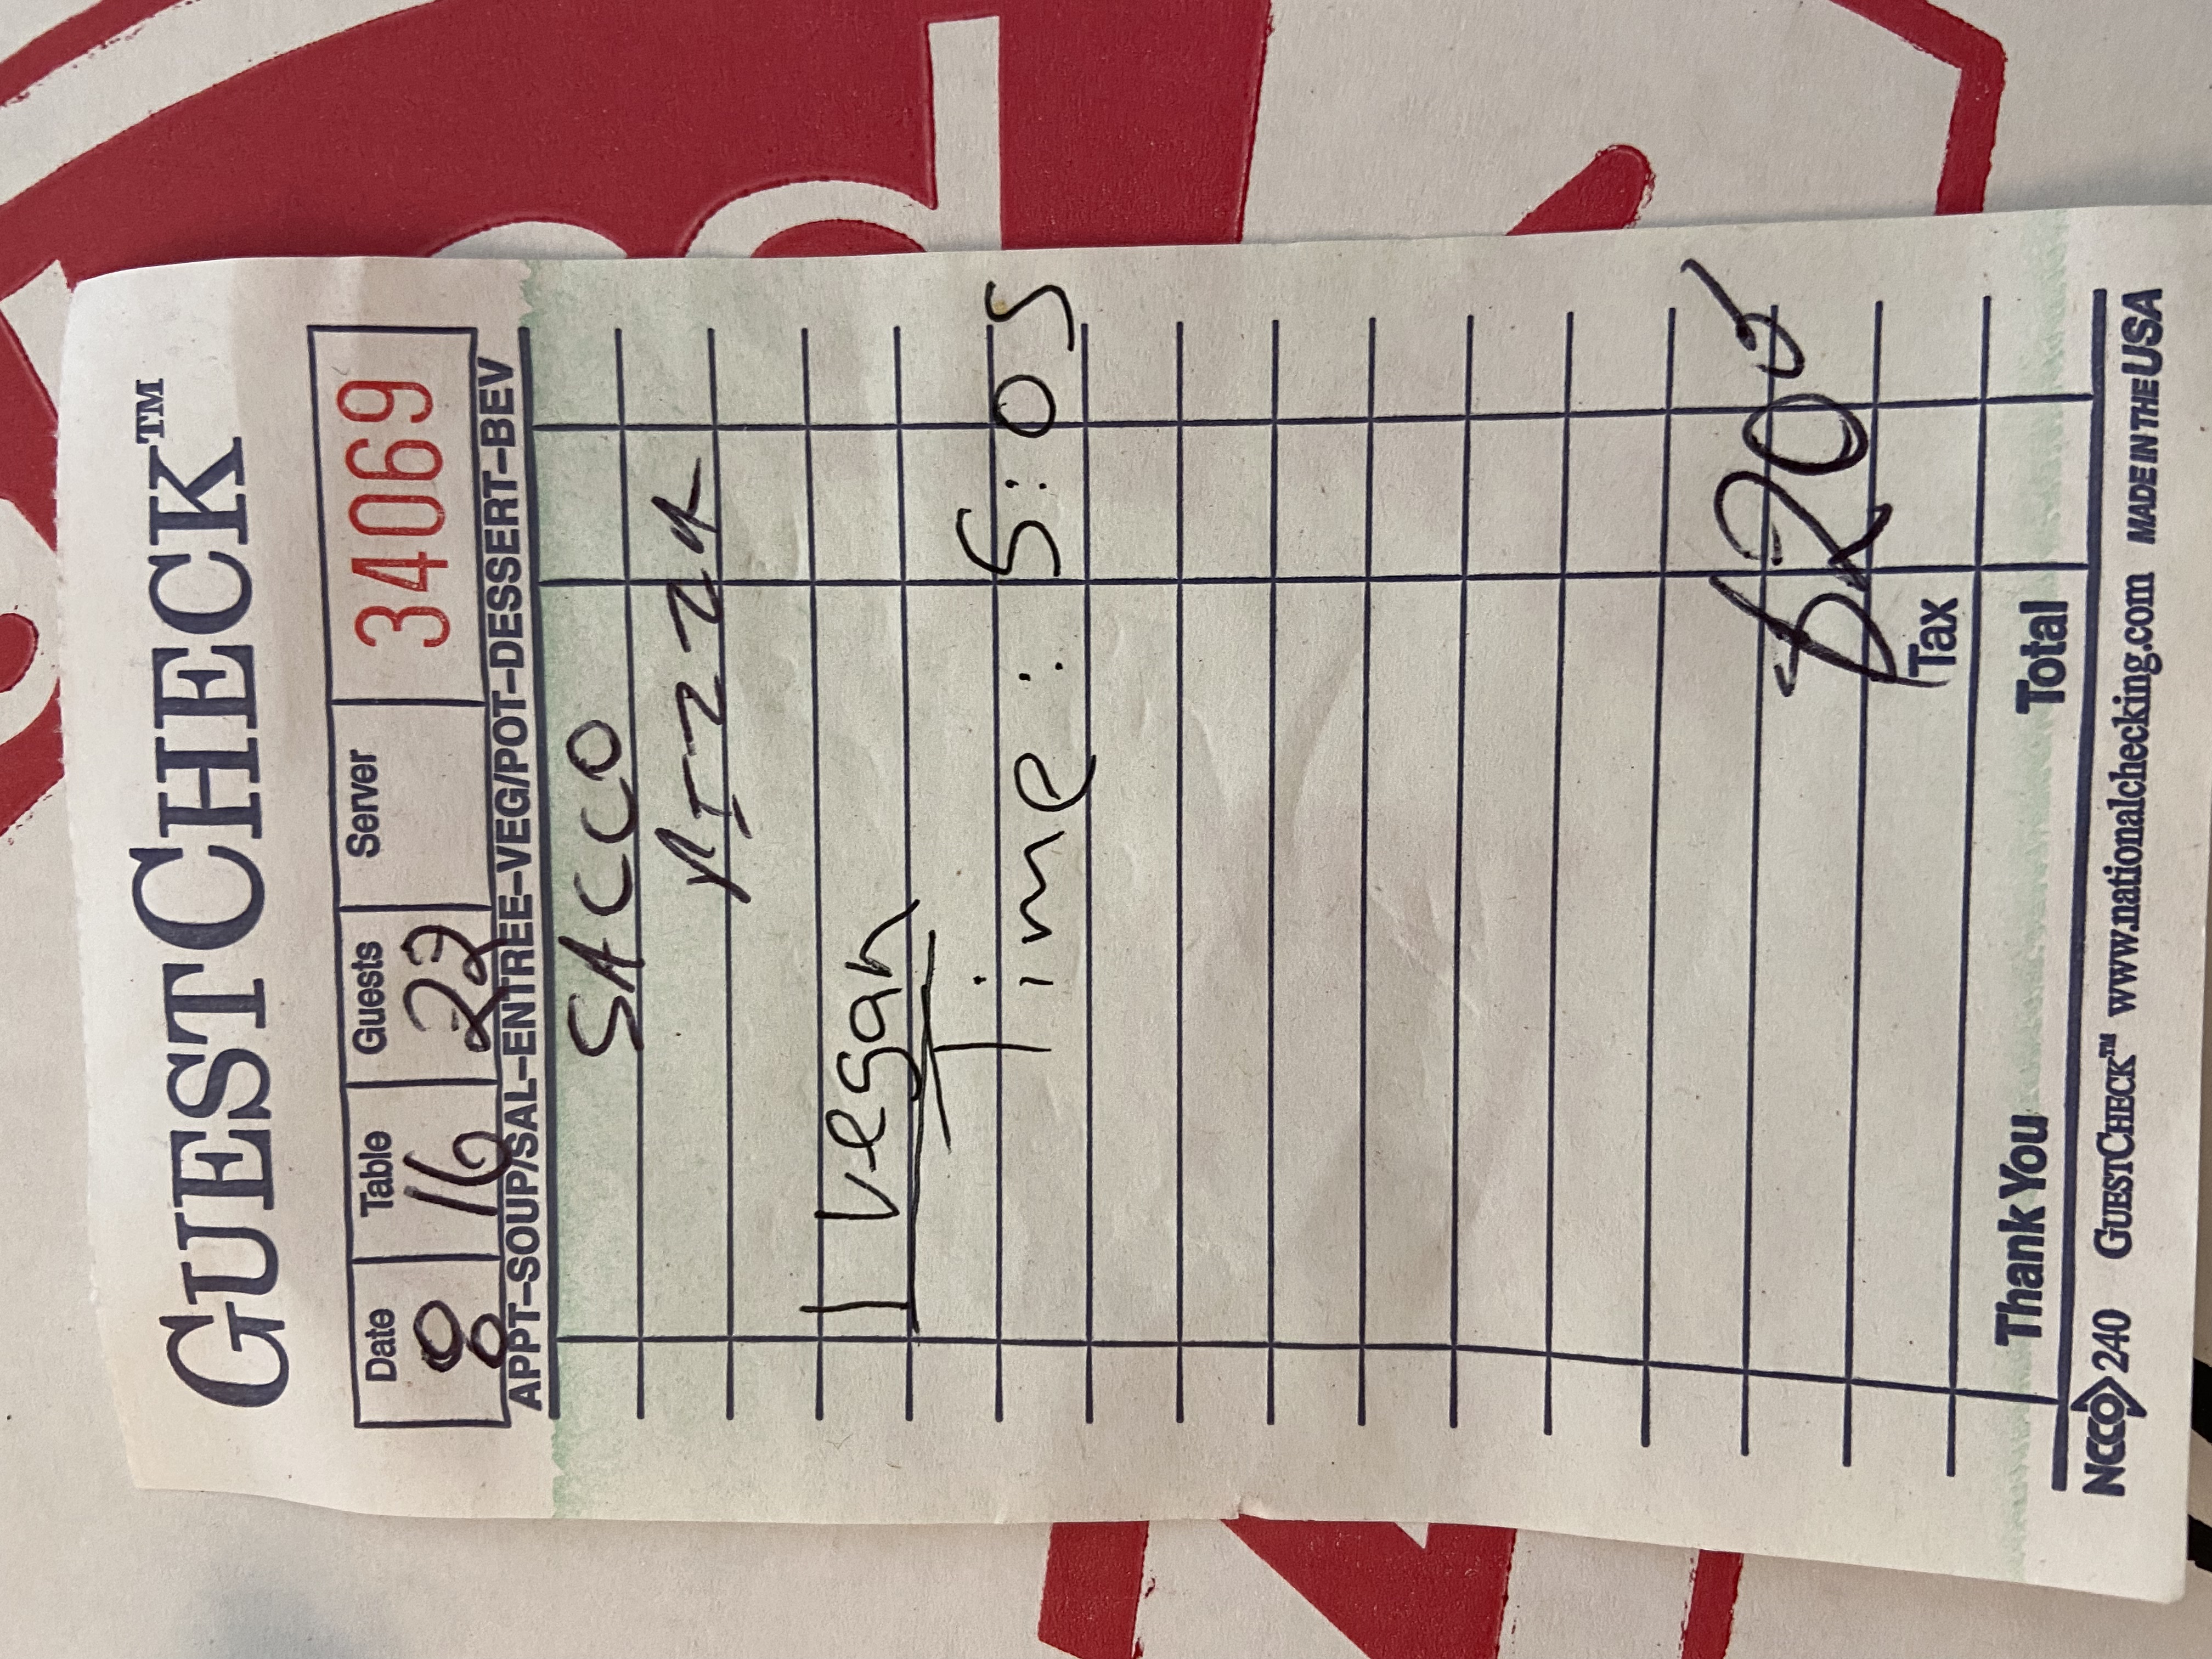 GUESTCHECK™
Date Table Guests Server 34069
8 16 22
APPT–SOUP/SAL–ENTREE–VEG/POT–DESSERT–BEV
SACCO
PIZZA
1 Vegan
Time: 5:05
$20
Tax
Thank You Total
NCCO 240 GUESTCHECK™ www.nationalchecking.com MADE IN THE USA